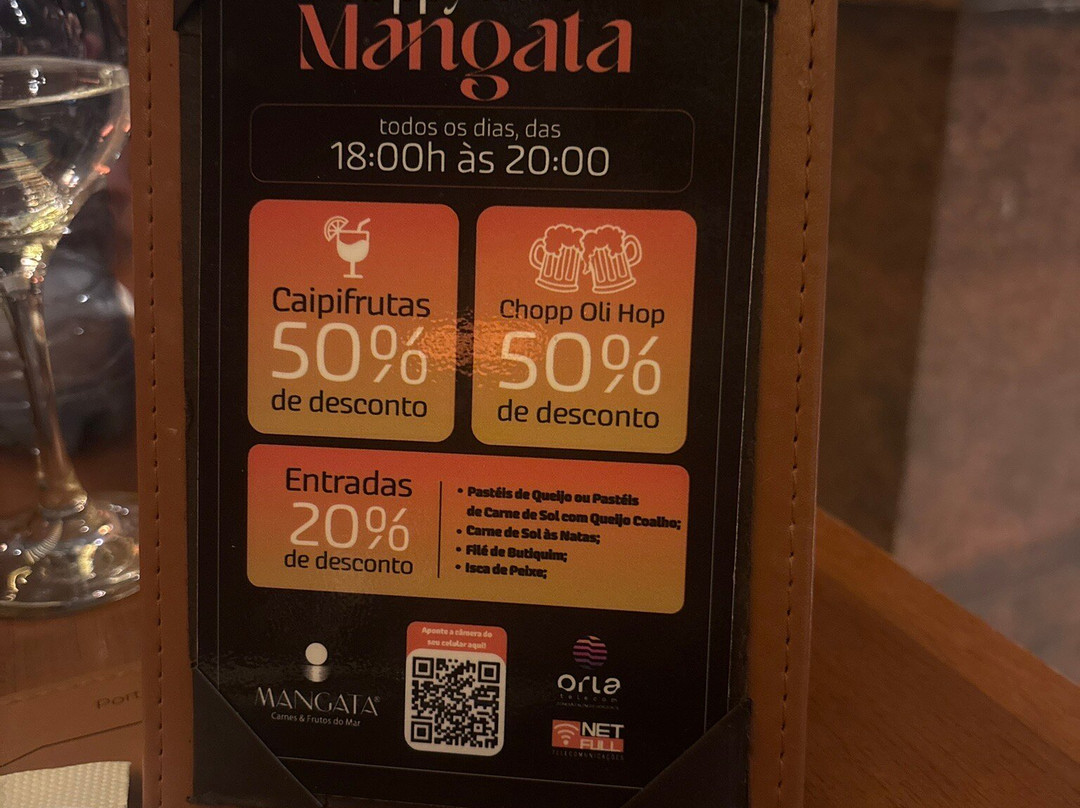 Mangata
todos os dias, das
18:00h às 20:00
Caipifrutas
50%
de desconto
Chopp Oli Hop
50%
de desconto
Entradas
20%
de desconto
• Pastéis de Queijo ou Pastéis
de Carne de Sol com Queijo Coalho;
• Carne de Sol às Natas;
• Filé de Butiquim;
• Isca de Peixe;
Aponte a câmera do
seu celular aqui!
MANGATA®
Carnes & Frutos do Mar
orla
telecom
NET
FULL
TELECOMUNICAÇÕES
Port